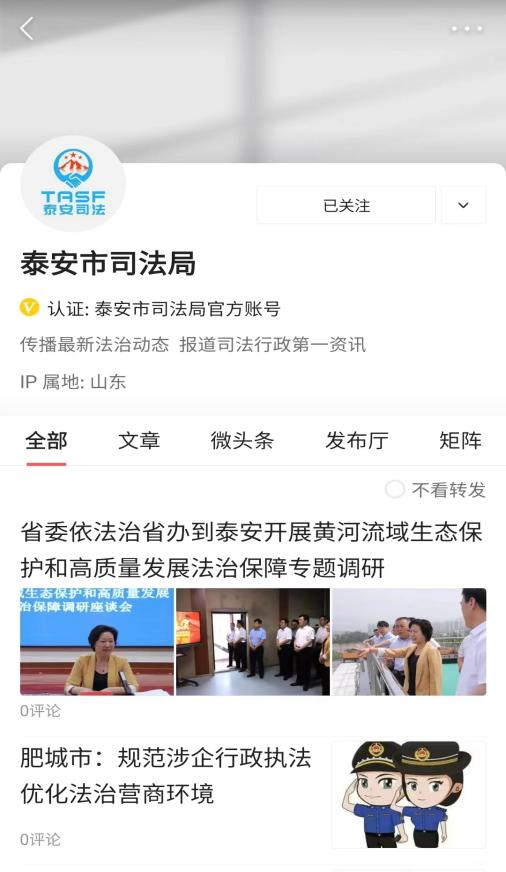 TASF
泰安司法
已关注
泰安市司法局
V 认证: 泰安市司法局官方账号
传播最新法治动态 报道司法行政第一资讯
IP 属地: 山东
全部 文章 微头条 发布厅 矩阵
不看转发
省委依法治省办到泰安开展黄河流域生态保
护和高质量发展法治保障专题调研
域生态保护和高质量发展
治保障调研座谈会
0评论
肥城市：规范涉企行政执法
优化法治营商环境
0评论